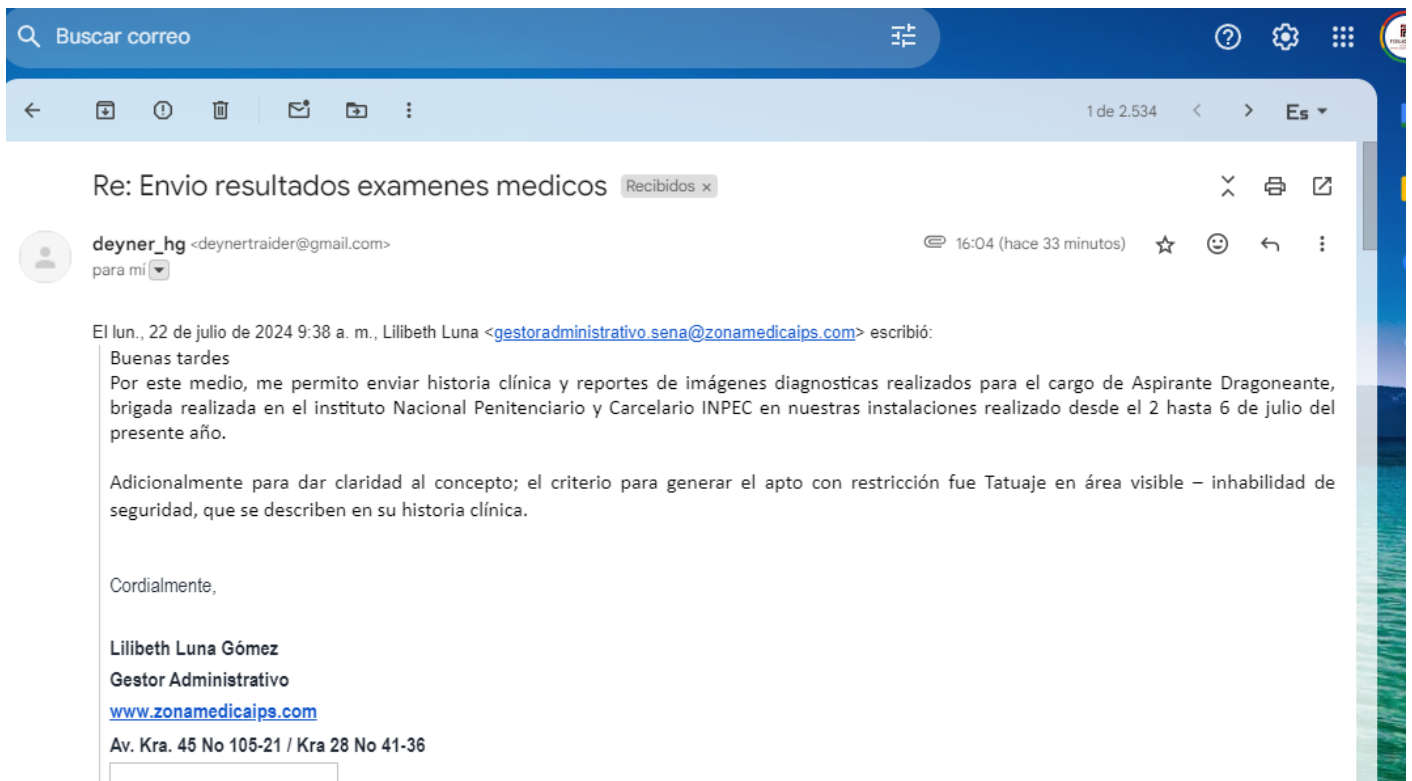 Buscar correo
1 de 2.534
Es
Re: Envio resultados examenes medicos Recibidos x
deyner_hg <deynertraider@gmail.com>
16:04 (hace 33 minutos)
para mí
El lun., 22 de julio de 2024 9:38 a. m., Lilibeth Luna <gestoradministrativo.sena@zonamedicaips.com> escribió:
Buenas tardes
Por este medio, me permito enviar historia clínica y reportes de imágenes diagnosticas realizados para el cargo de Aspirante Dragoneante,
brigada realizada en el instituto Nacional Penitenciario y Carcelario INPEC en nuestras instalaciones realizado desde el 2 hasta 6 de julio del
presente año.
Adicionalmente para dar claridad al concepto; el criterio para generar el apto con restricción fue Tatuaje en área visible – inhabilidad de
seguridad, que se describen en su historia clínica.
Cordialmente,
Lilibeth Luna Gómez
Gestor Administrativo
www.zonamedicaips.com
Av. Kra. 45 No 105-21 / Kra 28 No 41-36